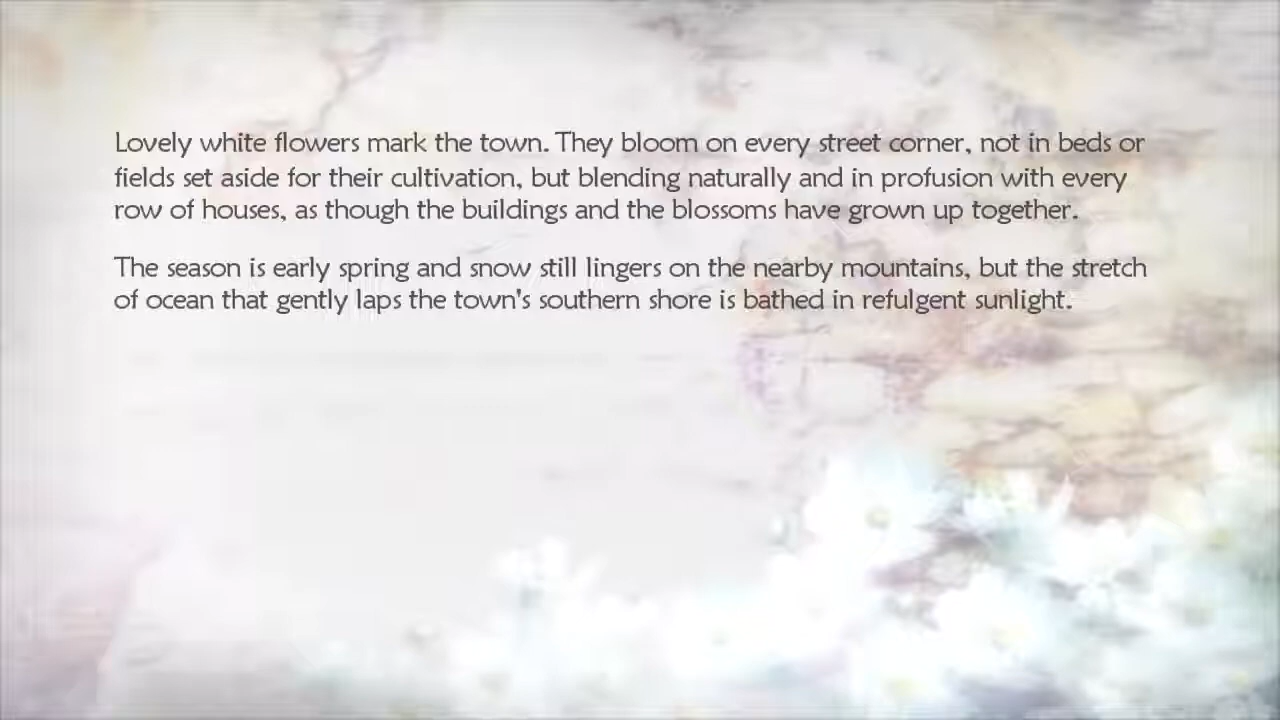 Lovely white flowers mark the town. They bloom on every street corner, not in beds or
fields set aside for their cultivation, but blending naturally and in profusion with every
row of houses, as though the buildings and the blossoms have grown up together.
The season is early spring and snow still lingers on the nearby mountains, but the stretch
of ocean that gently laps the town's southern shore is bathed in refulgent sunlight.